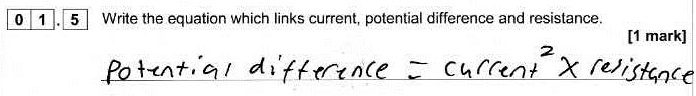 0 1 . 5 Write the equation which links current, potential difference and resistance.
[1 mark]
potential difference = current² × resistance